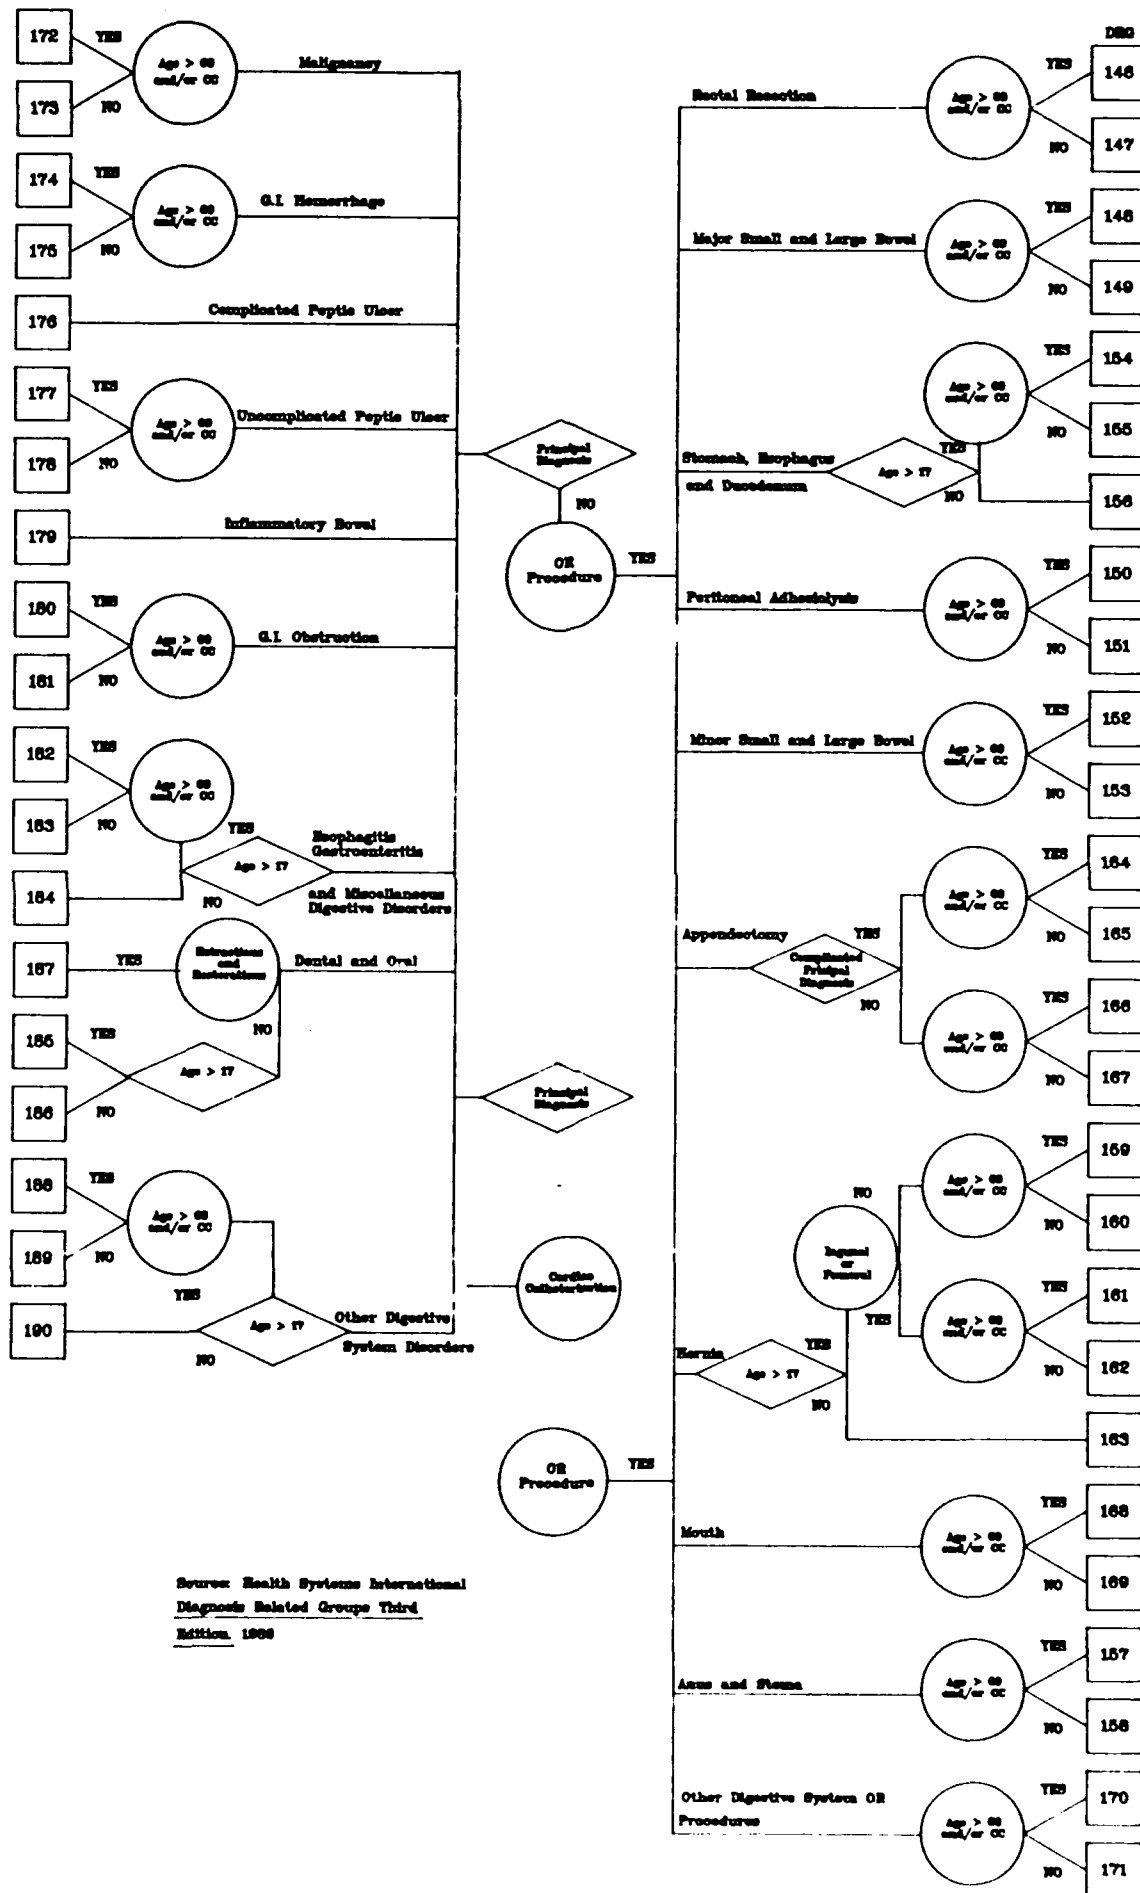 172
YES
Age > 69
and/or CC
Malignancy
173
NO
174
YES
Age > 69
and/or CC
G.I. Hemorrhage
175
NO
176
Complicated Peptic Ulcer
177
YES
Age > 69
and/or CC
Uncomplicated Peptic Ulcer
178
NO
179
Inflammatory Bowel
180
YES
Age > 69
and/or CC
G.I. Obstruction
181
NO
182
YES
Age > 69
and/or CC
183
NO
YES
Age > 17
Esophagitis
Gastroenteritis
and Miscellaneous
Digestive Disorders
184
NO
187
YES
Extractions
and
Restorations
Dental and Oral
NO
185
YES
Age > 17
186
NO
188
YES
Age > 69
and/or CC
189
NO
YES
Age > 17
Other Digestive
System Disorders
190
NO
Principal
Diagnosis
NO
OR
Procedure
YES
Principal
Diagnosis
Cardiac
Catheterization
OR
Procedure
YES
DRG
Rectal Resection
Age > 69
and/or CC
YES
146
NO
147
Major Small and Large Bowel
Age > 69
and/or CC
YES
148
NO
149
Stomach, Esophagus
and Ducodenum
Age > 17
YES
NO
Age > 69
and/or CC
YES
154
NO
155
156
Peritoneal Adhesiolysis
Age > 69
and/or CC
YES
150
NO
151
Minor Small and Large Bowel
Age > 69
and/or CC
YES
152
NO
153
Appendectomy
Complicated
Pricipal
Diagnosis
YES
NO
Age > 69
and/or CC
YES
164
NO
165
Age > 69
and/or CC
YES
166
NO
167
Hernia
Age > 17
YES
NO
or
Femoral
NO
YES
Age > 69
and/or CC
YES
159
NO
160
Age > 69
and/or CC
YES
161
NO
162
163
Mouth
Age > 69
and/or CC
YES
168
NO
169
Anus and Stoma
Age > 69
and/or CC
YES
157
NO
158
Other Digestive System OR
Procedures
Age > 69
and/or CC
YES
170
NO
171
Source: Health Systems International
Diagnosis Related Groups Third
Edition